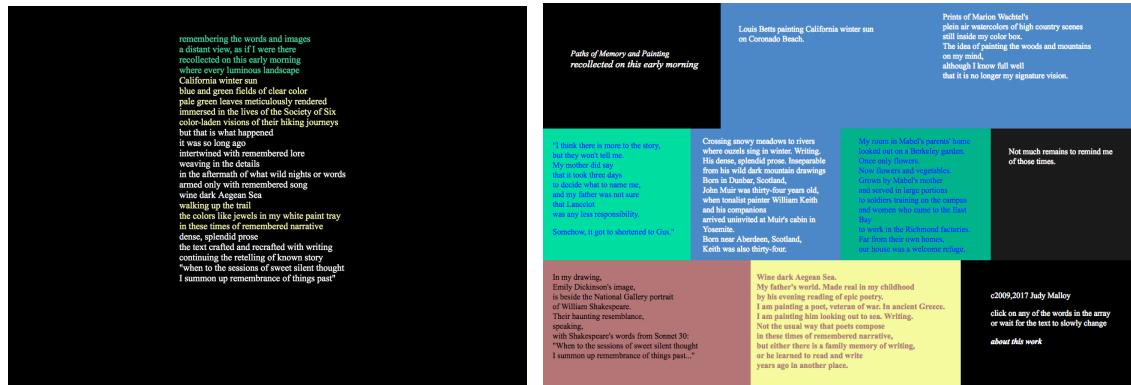 remembering the words and images
a distant view, as if I were there
recollected on this early morning
where every luminous landscape
California winter sun
blue and green fields of clear color
pale green leaves meticulously rendered
immersed in the lives of the Society of Six
color-laden visions of their hiking journeys
but that is what happened
it was so long ago
intertwined with remembered lore
weaving in the details
in the aftermath of what wild nights or words
armed only with remembered song
wine dark Aegean Sea
walking up the trail
the colors like jewels in my white paint tray
in these times of remembered narrative
dense, splendid prose
the text crafted and rocrafted with writing
continuing the retelling of known story
"when to the sessions of sweet silent thought
I summon up remembrance of things past"
Paths of Memory and Painting
recollected on this early morning
Louis Betts painting California winter sun
on Coronado Beach.
Prints of Marion Wachtel's
plein air watercolors of high country scenes
still inside my color box.
The idea of painting the woods and mountains
on my mind,
although I know full well
that it is no longer my signature vision.
"I think there is more to the story,
but they won't tell me.
My mother did say
that it took three days
to decide what to name me,
and my father was not sure
that Lancelot
was any less responsibility.
Somehow, it got to shortened to Gus."
Crossing snowy meadows to rivers
where ouzels sing in winter. Writing.
His dense, splendid prose. Inseparable
from his wild dark mountain drawings
Born in Dunbar, Scotland,
John Muir was thirty-four years old,
when tonalist painter William Keith
and his companions
arrived uninvited at Muir's cabin in
Yosemite.
Born near Aberdeen, Scotland,
Keith was also thirty-four.
My room in Mabel's parents' home
looked out on a Berkeley garden.
Once only flowers.
Now flowers and vegetables.
Grown by Mabel's mother
and served in large portions
to soldiers training on the campus
and women who came to the East
Bay
to work in the Richmond factories.
Far from their own homes,
our house was a welcome refuge.
Not much remains to remind me
of those times.
In my drawing,
Emily Dickinson's image,
is beside the National Gallery portrait
of William Shakespeare.
Their haunting resemblance,
speaking,
with Shakespeare's words from Sonnet 30:
"When to the sessions of sweet silent thought
I summon up remembrance of things past..."
Wine dark Aegean Sea.
My father's world. Made real in my childhood
by his evening reading of epic poetry.
I am painting a poet, veteran of war. In ancient Greece.
I am painting him looking out to sea. Writing.
Not the usual way that poets compose
in these times of remembered narrative,
but either there is a family memory of writing,
or he learned to read and write
years ago in another place.
c2009,2017 Judy Malloy
click on any of the words in the array
or wait for the text to slowly change
about this work